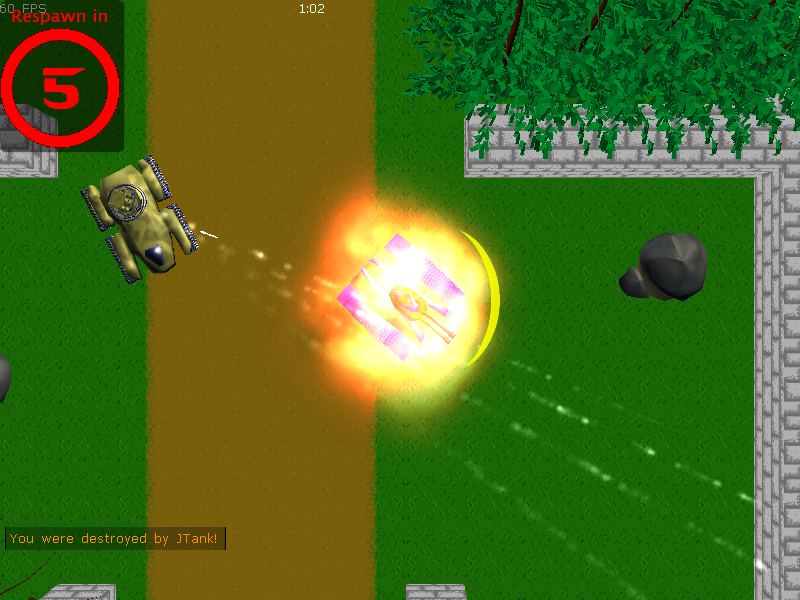 60 FPS
Respawn in
1:02
5
You were destroyed by JTank!